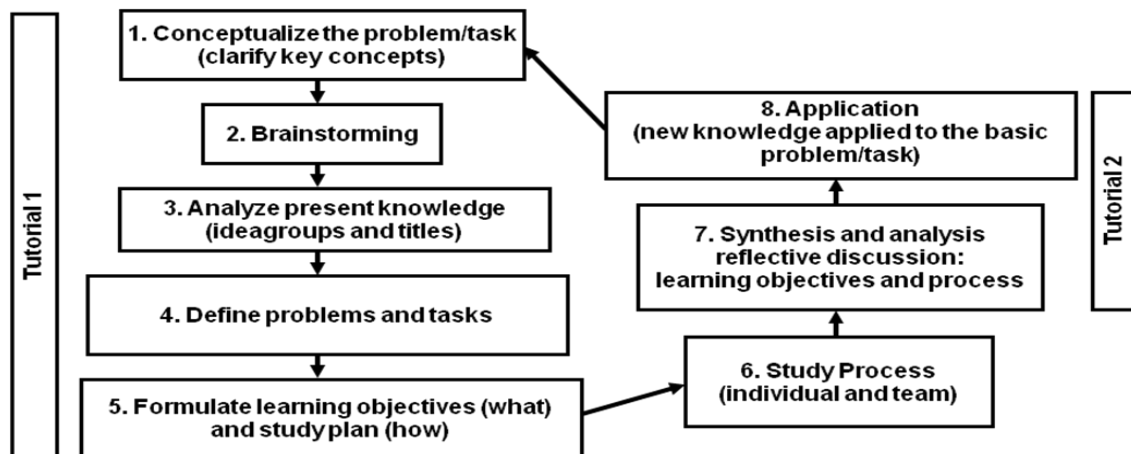 Tutorial 1
1. Conceptualize the problem/task
(clarify key concepts)
2. Brainstorming
3. Analyze present knowledge
(ideagroups and titles)
4. Define problems and tasks
5. Formulate learning objectives (what)
and study plan (how)
6. Study Process
(individual and team)
7. Synthesis and analysis
reflective discussion:
learning objectives and process
8. Application
(new knowledge applied to the basic
problem/task)
Tutorial 2